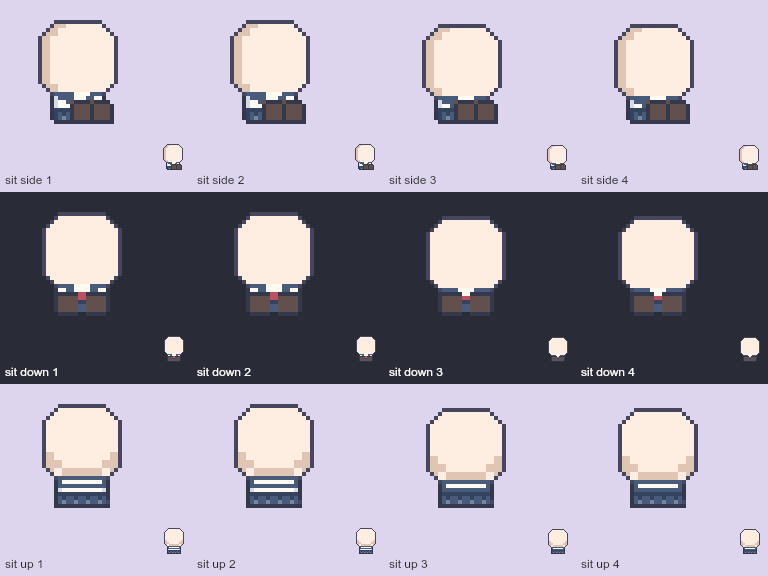 sit side 1
sit side 2
sit side 3
sit side 4
sit down 1
sit down 2
sit down 3
sit down 4
sit up 1
sit up 2
sit up 3
sit up 4